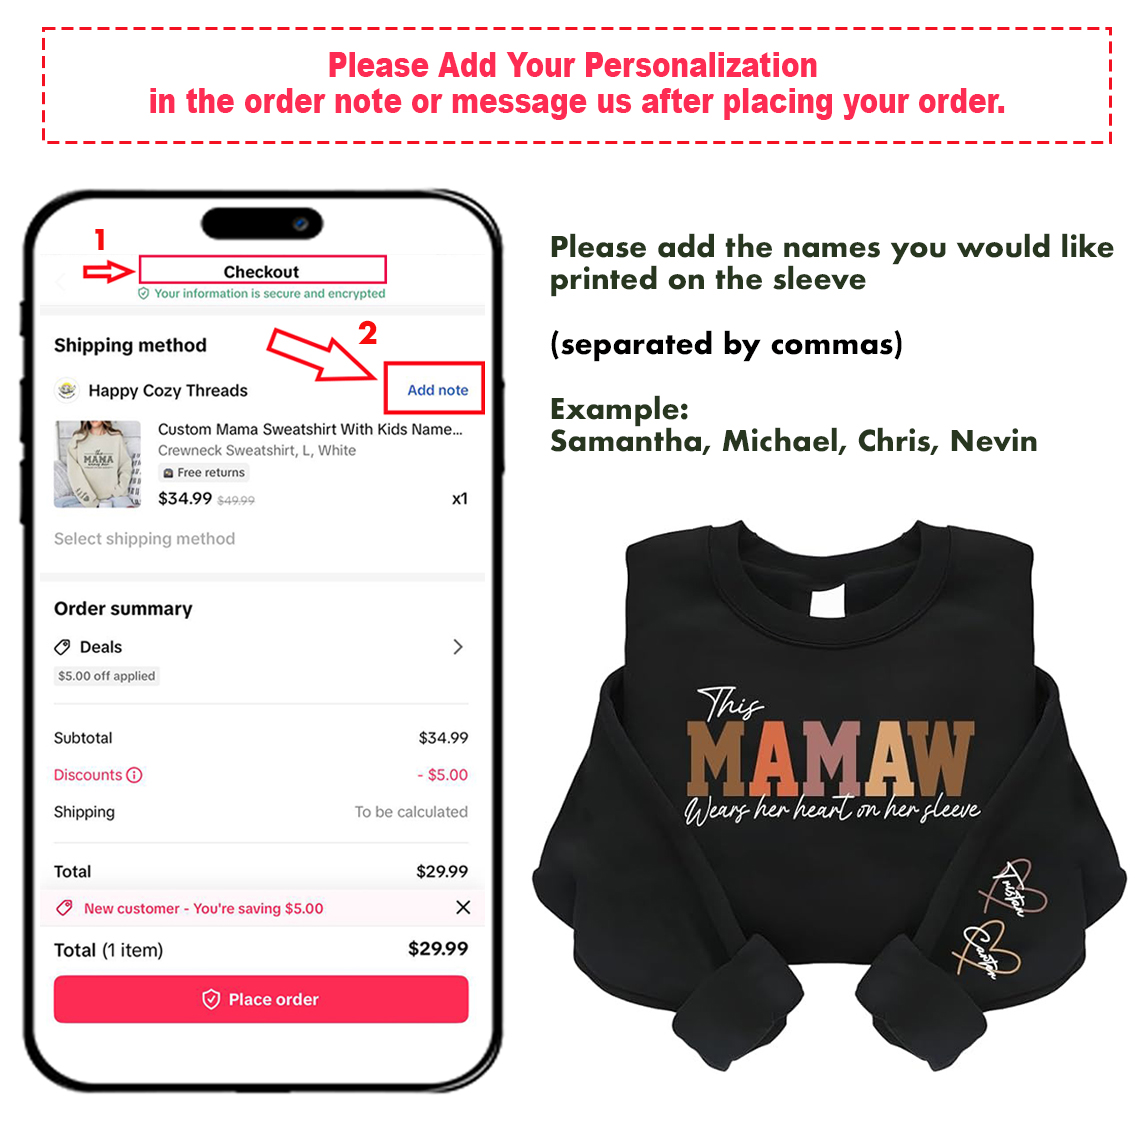 Please Add Your Personalization
in the order note or message us after placing your order.
1
Checkout
Your information is secure and encrypted
2
Shipping method
Happy Cozy Threads
Add note
Custom Mama Sweatshirt With Kids Name...
Crewneck Sweatshirt, L, White
Free returns
$34.99 $49.99
x1
MAMA
Select shipping method
Order summary
Deals
$5.00 off applied
Subtotal
$34.99
Discounts
- $5.00
Shipping
To be calculated
Total
$29.99
New customer - You're saving $5.00
Total (1 item)
$29.99
Place order
Please add the names you would like
printed on the sleeve
(separated by commas)
Example:
Samantha, Michael, Chris, Nevin
This
MAMAW
Wears her heart on her sleeve
Tristan
Carter